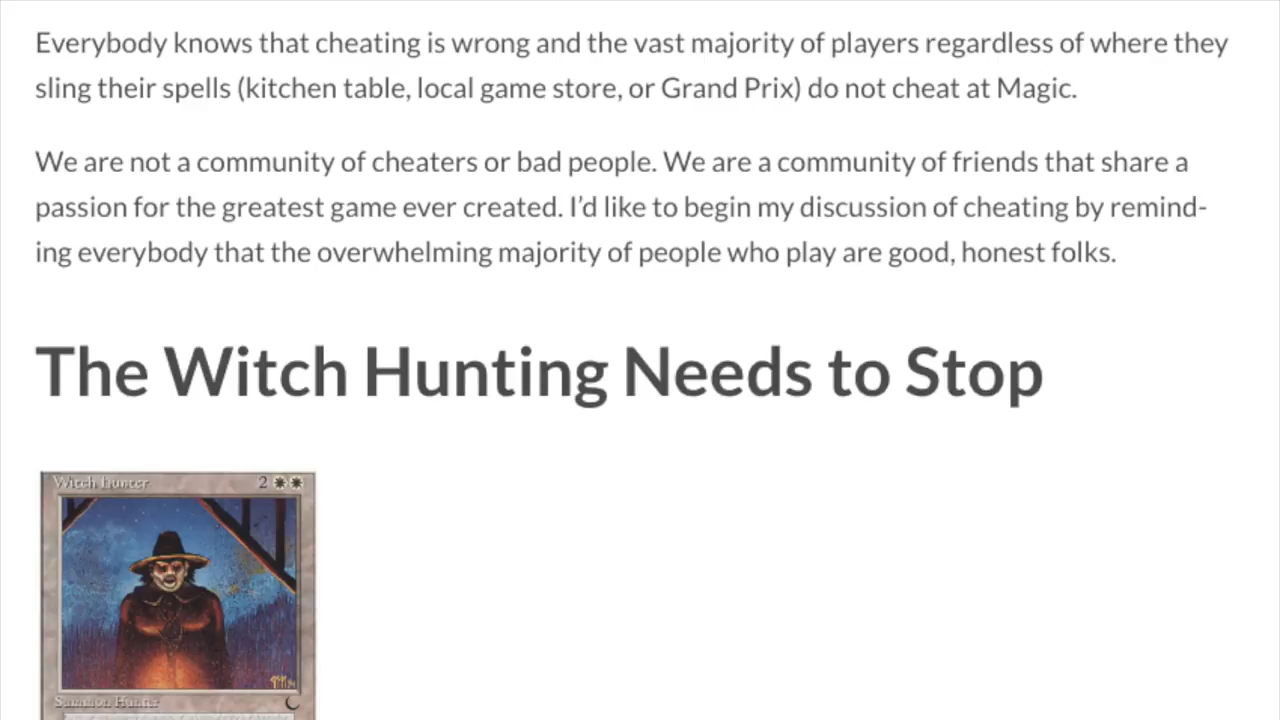 Everybody knows that cheating is wrong and the vast majority of players regardless of where they
sling their spells (kitchen table, local game store, or Grand Prix) do not cheat at Magic.
We are not a community of cheaters or bad people. We are a community of friends that share a
passion for the greatest game ever created. I’d like to begin my discussion of cheating by remind-
ing everybody that the overwhelming majority of people who play are good, honest folks.
The Witch Hunting Needs to Stop
Witch Hunter 2
Summon Hunter